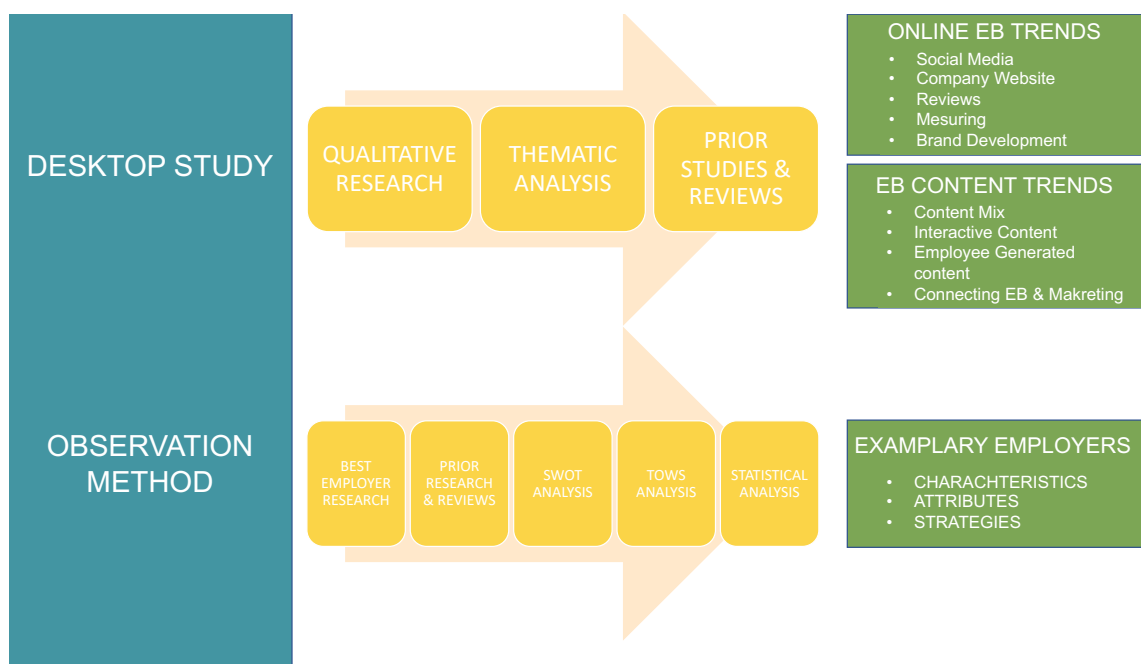 DESKTOP STUDY
QUALITATIVE
RESEARCH
THEMATIC
ANALYSIS
PRIOR
STUDIES &
REVIEWS
ONLINE EB TRENDS
• Social Media
• Company Website
• Reviews
• Mesuring
• Brand Development
EB CONTENT TRENDS
• Content Mix
• Interactive Content
• Employee Generated
content
• Connecting EB & Makreting
OBSERVATION
METHOD
BEST
EMPLOYER
RESEARCH
PRIOR
RESEARCH
& REVIEWS
SWOT
ANALYSIS
TOWS
ANALYSIS
STATISTICAL
ANALYSIS
EXAMPLARY EMPLOYERS
• CHARACHTERISTICS
• ATTRIBUTES
• STRATEGIES